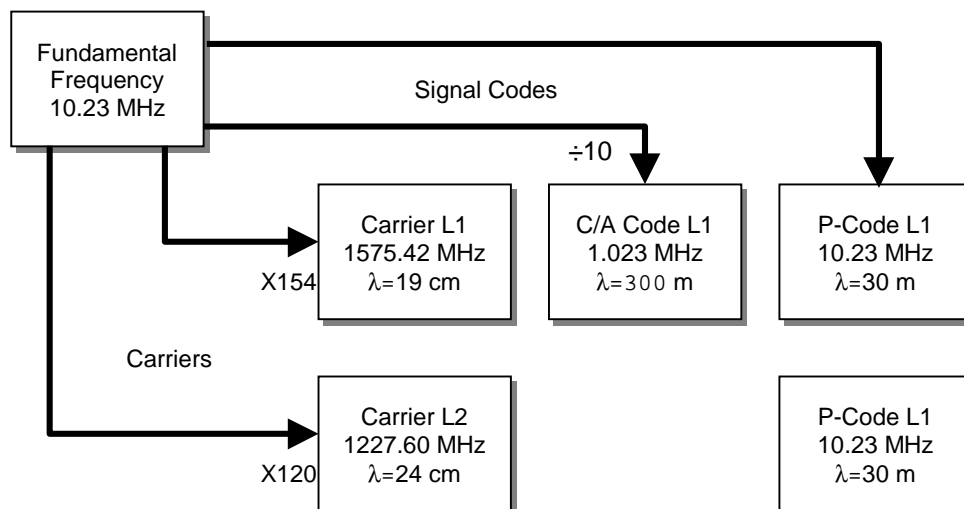 Fundamental
Frequency
10.23 MHz
Signal Codes
÷10
Carrier L1
1575.42 MHz
λ=19 cm
X154
C/A Code L1
1.023 MHz
λ=300 m
P-Code L1
10.23 MHz
λ=30 m
Carriers
Carrier L2
1227.60 MHz
λ=24 cm
X120
P-Code L1
10.23 MHz
λ=30 m